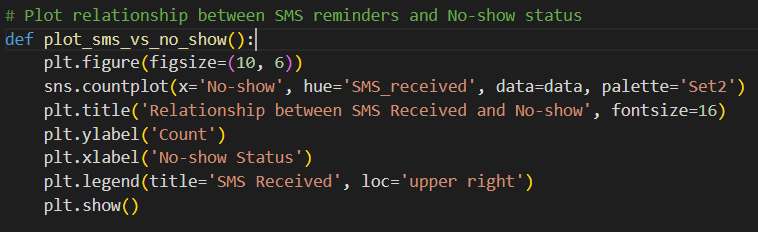 # Plot relationship between SMS reminders and No-show status
def plot_sms_vs_no_show():
    plt.figure(figsize=(10, 6))
    sns.countplot(x='No-show', hue='SMS_received', data=data, palette='Set2')
    plt.title('Relationship between SMS Received and No-show', fontsize=16)
    plt.ylabel('Count')
    plt.xlabel('No-show Status')
    plt.legend(title='SMS Received', loc='upper right')
    plt.show()